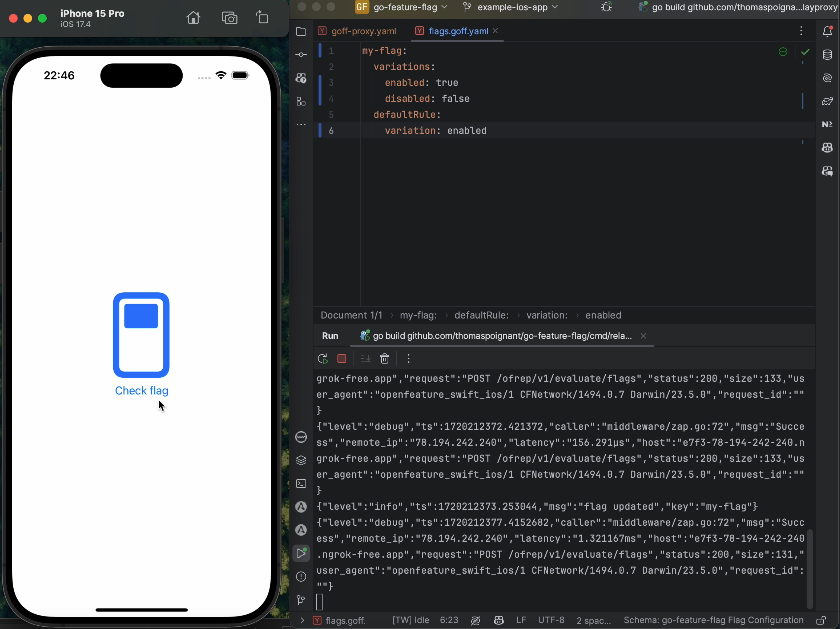 iPhone 15 Pro
iOS 17.4
GF go-feature-flag
example-ios-app
go build github.com/thomaspoigna...layproxy
goff-proxy.yaml
flags.goff.yaml
22:46
1 my-flag:
2 variations:
3 enabled: true
4 disabled: false
5 defaultRule:
6 variation: enabled
Document 1/1 › my-flag: › defaultRule: › variation: › enabled
Run go build github.com/thomaspoignant/go-feature-flag/cmd/rela...
Check flag
grok-free.app","request":"POST /ofrep/v1/evaluate/flags","status":200,"size":133,"us
er_agent":"openfeature_swift_ios/1 CFNetwork/1494.0.7 Darwin/23.5.0","request_id":""
}
{"level":"debug","ts":1720212372.421372,"caller":"middleware/zap.go:72","msg":"Succe
ss","remote_ip":"78.194.242.240","latency":"156.291µs","host":"e7f3-78-194-242-240.n
grok-free.app","request":"POST /ofrep/v1/evaluate/flags","status":200,"size":133,"us
er_agent":"openfeature_swift_ios/1 CFNetwork/1494.0.7 Darwin/23.5.0","request_id":""
}
{"level":"info","ts":1720212373.253044,"msg":"flag updated","key":"my-flag"}
{"level":"debug","ts":1720212377.4152682,"caller":"middleware/zap.go:72","msg":"Succ
ess","remote_ip":"78.194.242.240","latency":"1.321167ms","host":"e7f3-78-194-242-240
.ngrok-free.app","request":"POST /ofrep/v1/evaluate/flags","status":200,"size":131,"
user_agent":"openfeature_swift_ios/1 CFNetwork/1494.0.7 Darwin/23.5.0","request_id":
""}
flags.goff. [TW] Idle 6:23 LF UTF-8 2 spac... Schema: go-feature-flag Flag Configuration